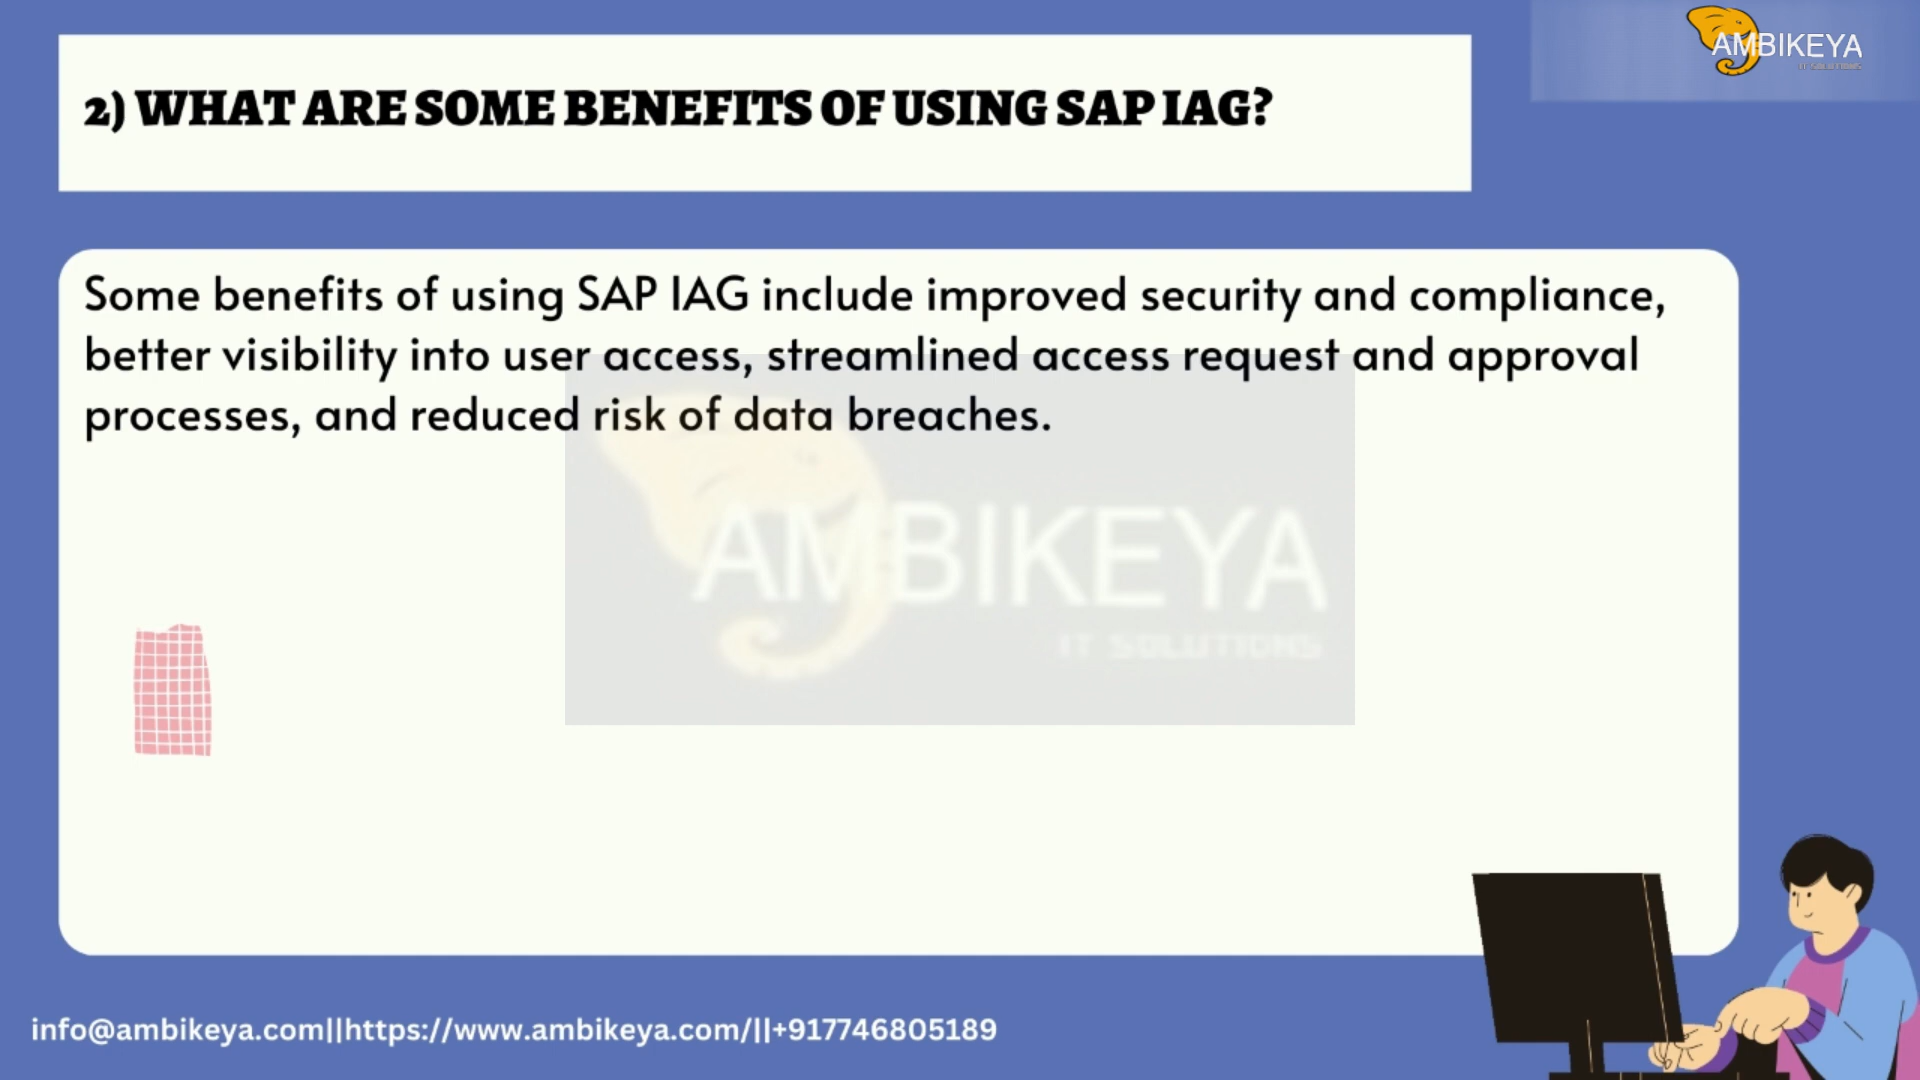 AMBIKEYA
IT SOLUTIONS
2) WHAT ARE SOME BENEFITS OF USING SAP IAG?
Some benefits of using SAP IAG include improved security and compliance,
better visibility into user access, streamlined access request and approval
processes, and reduced risk of data breaches.
AMBIKEYA
IT SOLUTIONS
info@ambikeya.com||https://www.ambikeya.com/||+917746805189